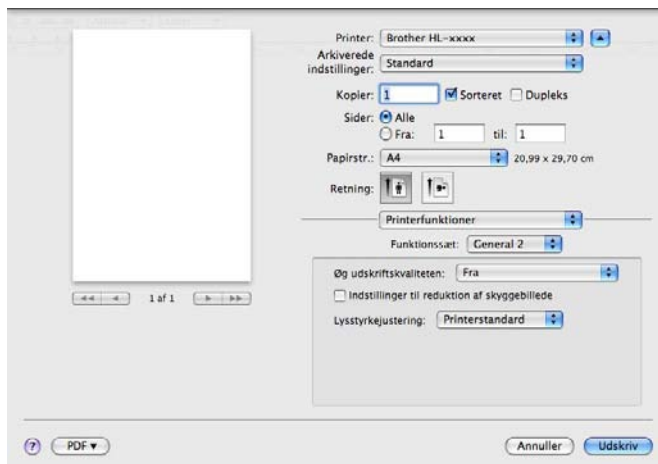 Printer: Brother HL-xxxx
Arkiverede indstillinger: Standard
Kopier: 1 Sorteret Dupleks
Sider: Alle
Fra: 1 til: 1
Papirstr.: A4 20,99 x 29,70 cm
Retning:
Printerfunktioner
Funktionssæt: General 2
Øg udskriftskvaliteten: Fra
Indstillinger til reduktion af skyggebillede
Lysstyrkejustering: Printerstandard
1 af 1
? PDF ▾ Annuller Udskriv